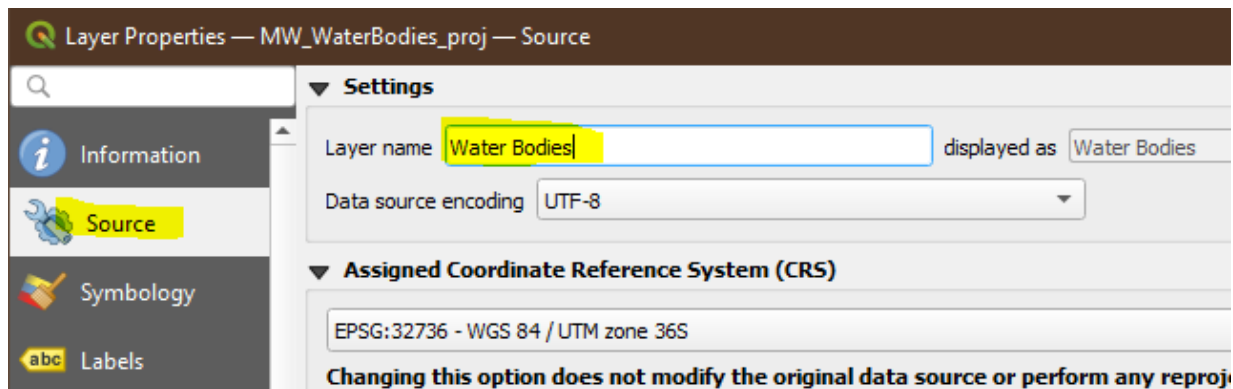 Layer Properties — MW_WaterBodies_proj — Source
Settings
Information
Layer name Water Bodies displayed as Water Bodies
Data source encoding UTF-8
Source
Assigned Coordinate Reference System (CRS)
Symbology
EPSG:32736 - WGS 84 / UTM zone 36S
abc Labels
Changing this option does not modify the original data source or perform any